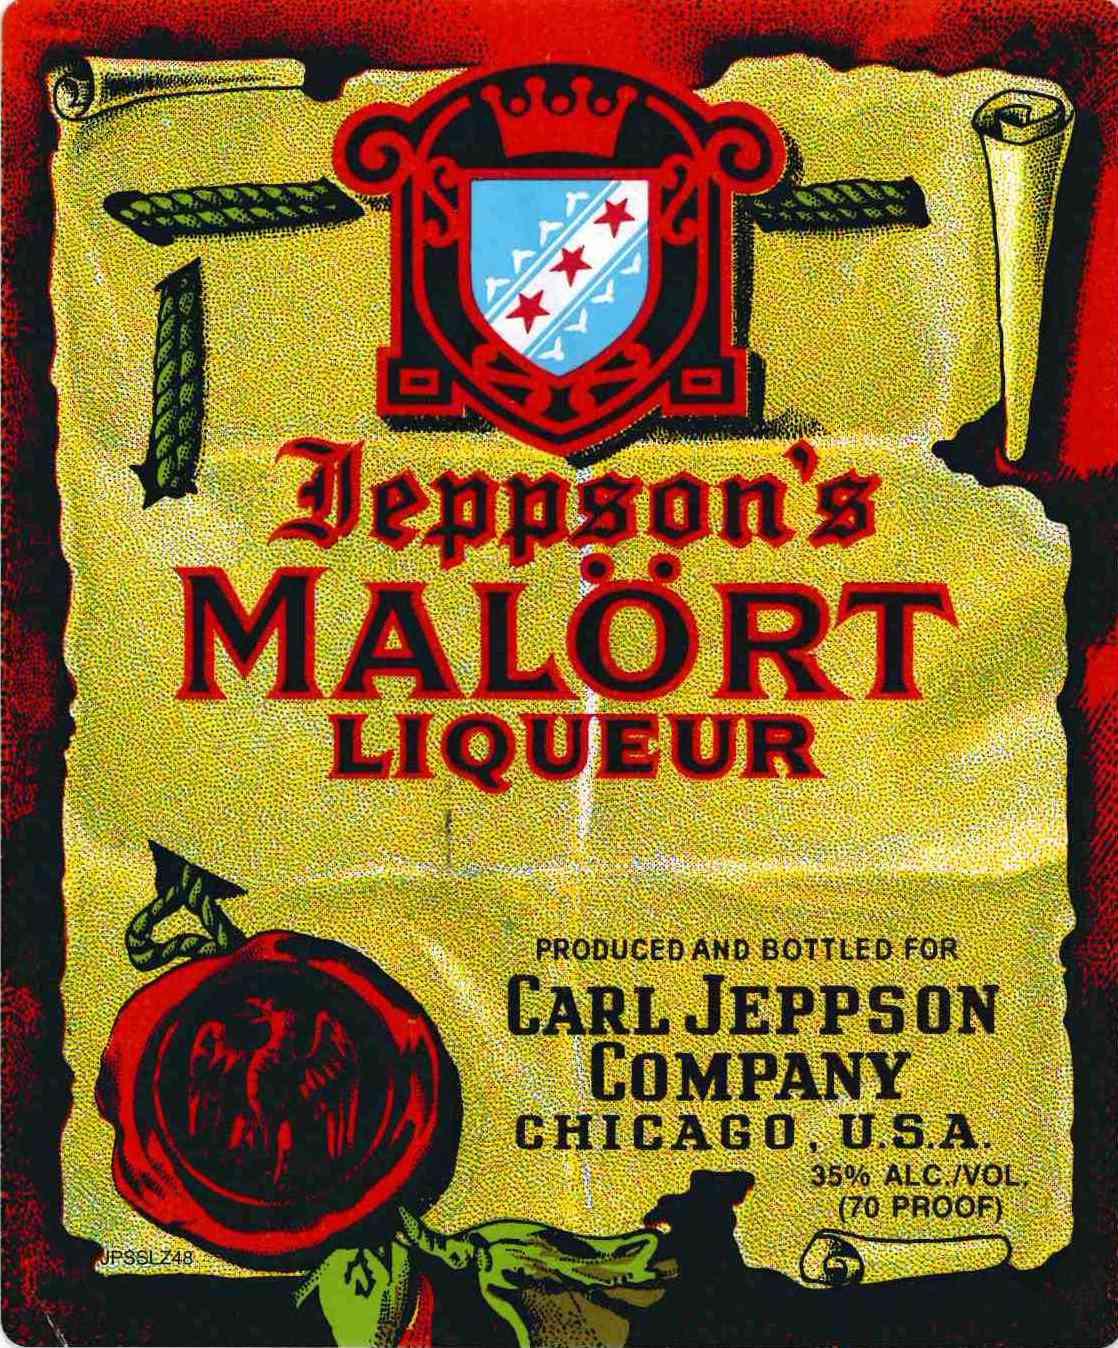 Jeppson's
MALÖRT
LIQUEUR
PRODUCED AND BOTTLED FOR
CARL JEPPSON
COMPANY
CHICAGO, U.S.A.
35% ALC./VOL.
(70 PROOF)
JPSSLZ48